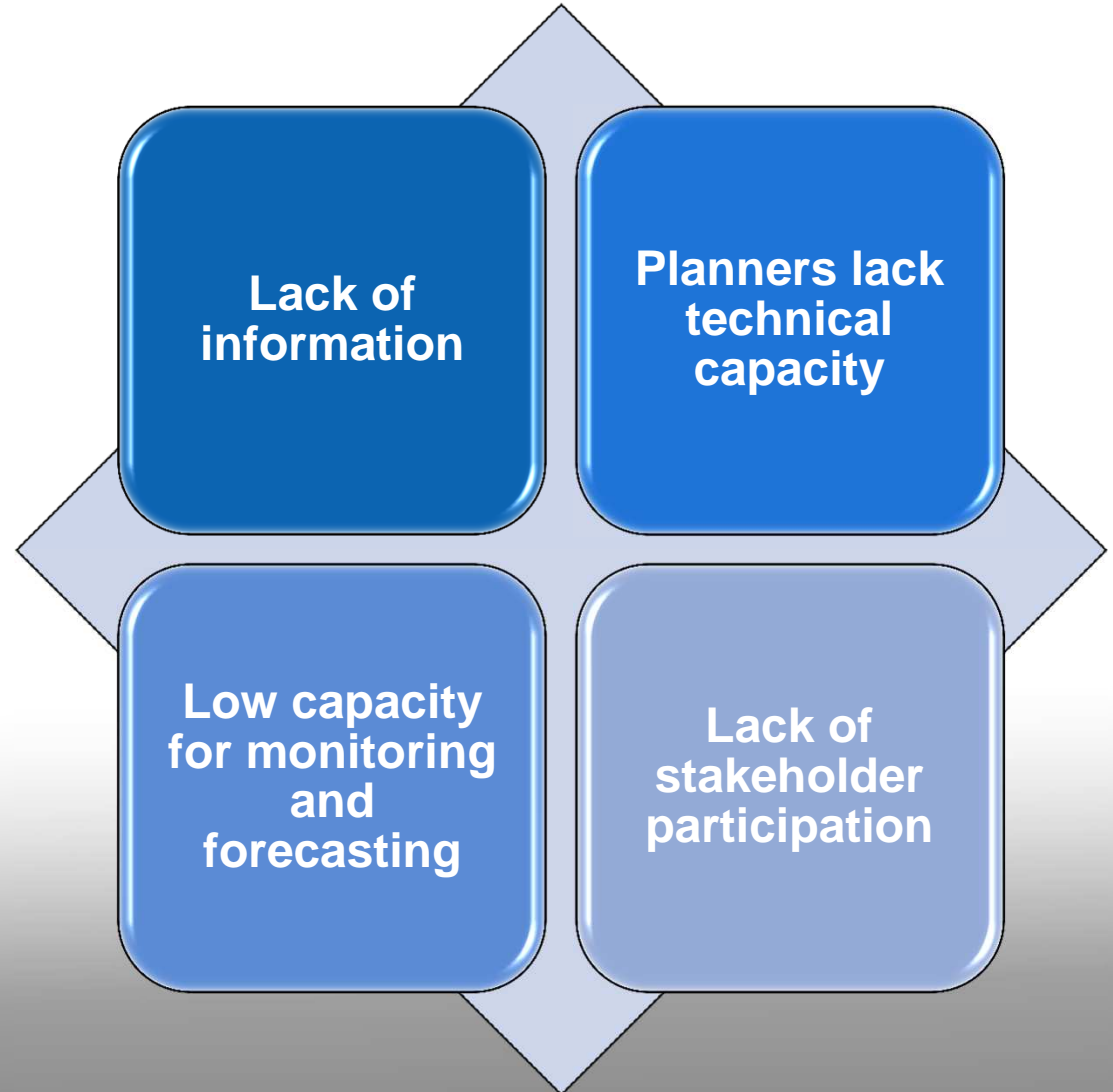 Lack of
information
Planners lack
technical
capacity
Low capacity
for monitoring
and
forecasting
Lack of
stakeholder
participation